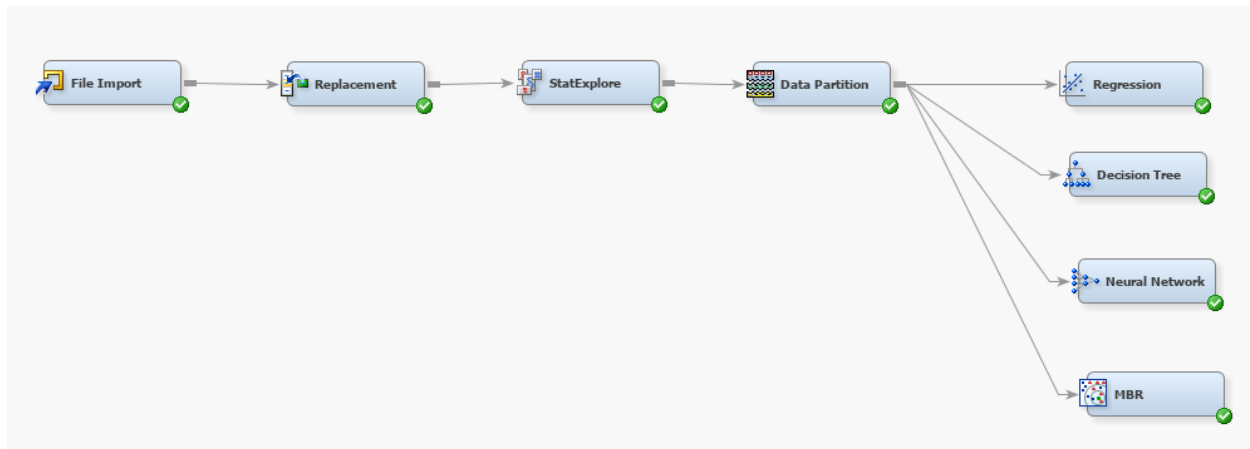 File Import
Replacement
StatExplore
Data Partition
Regression
Decision Tree
Neural Network
MBR